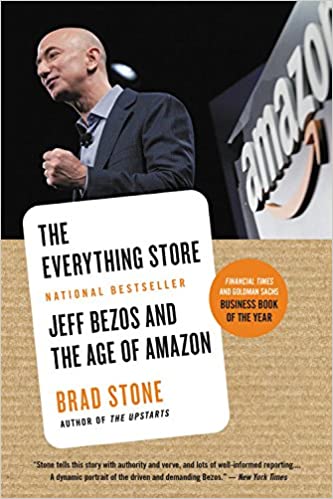 amazon
THE
EVERYTHING STORE
NATIONAL BESTSELLER
JEFF BEZOS AND
THE AGE OF AMAZON
BRAD STONE
AUTHOR OF THE UPSTARTS
FINANCIAL TIMES
AND GOLDMAN SACHS
BUSINESS BOOK
OF THE YEAR
"Stone tells this story with authority and verve, and lots of well-informed reporting....
A dynamic portrait of the driven and demanding Bezos." — New York Times